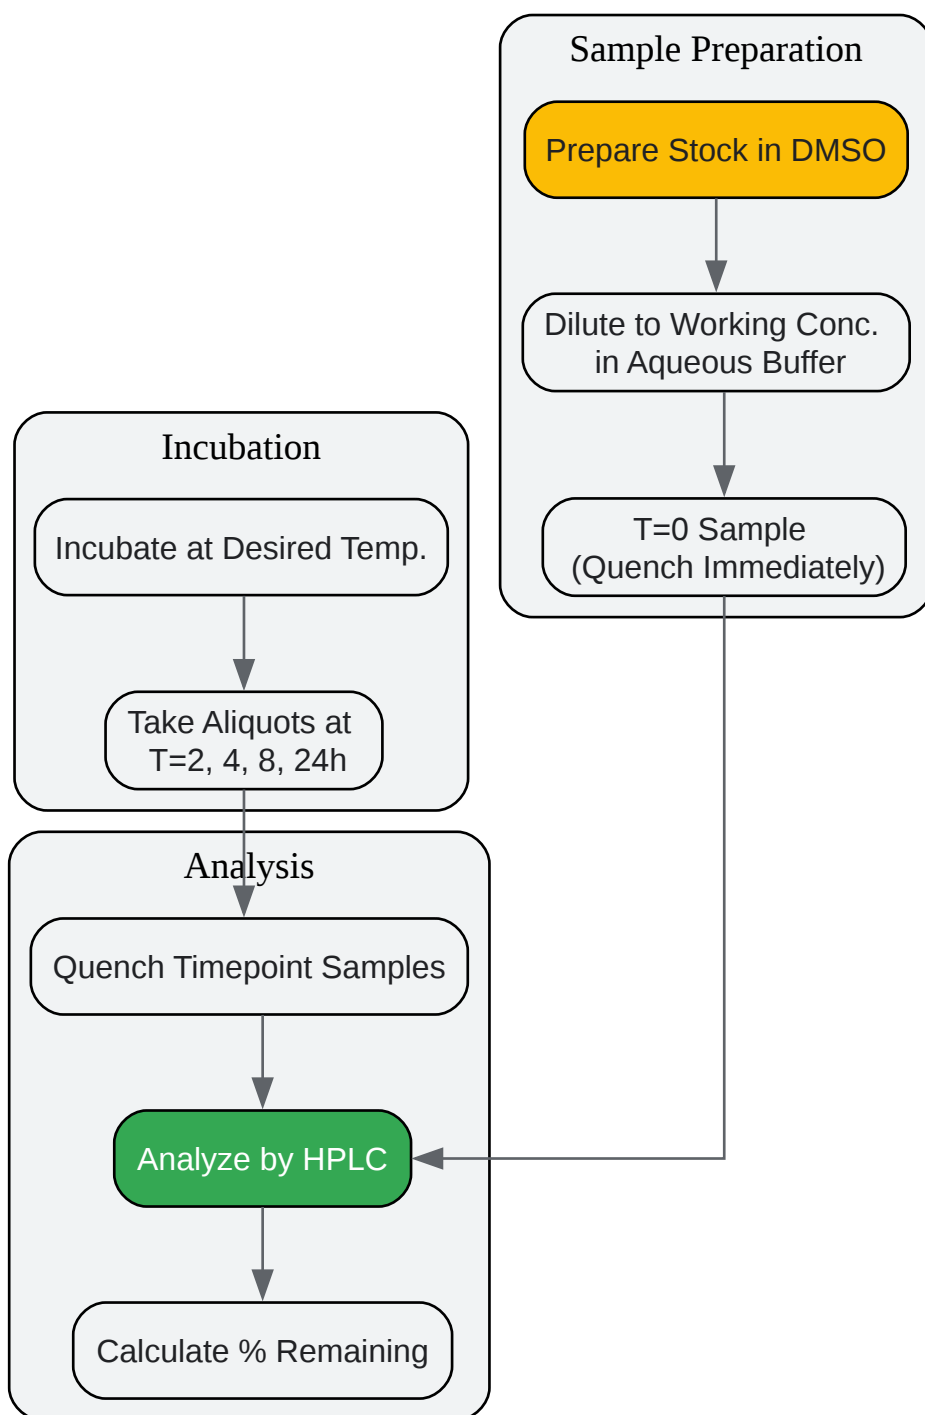 Sample Preparation
Prepare Stock in DMSO
Dilute to Working Conc.
in Aqueous Buffer
T=0 Sample
(Quench Immediately)
Incubation
Incubate at Desired Temp.
Take Aliquots at
T=2, 4, 8, 24h
Analysis
Quench Timepoint Samples
Analyze by HPLC
Calculate % Remaining